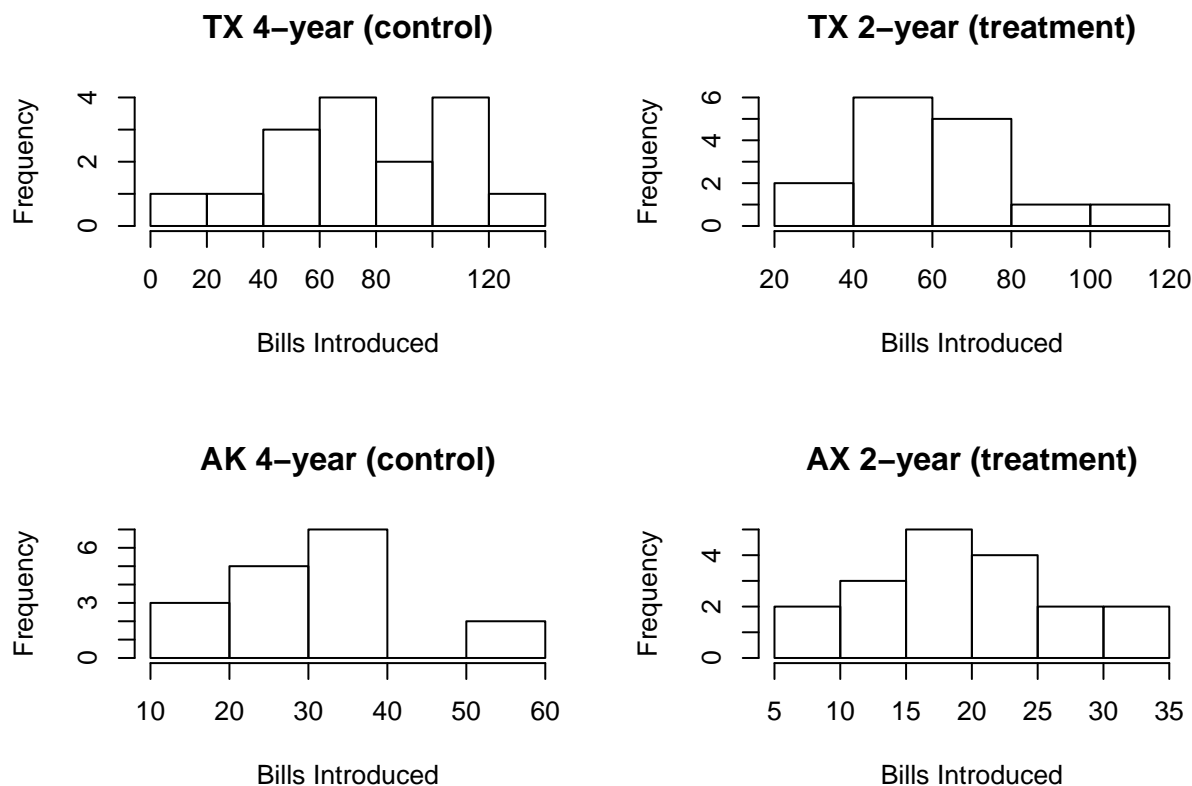 TX 4−year (control)
Frequency
0 2 4
0 20 40 60 80 120
Bills Introduced
TX 2−year (treatment)
Frequency
0 2 4 6
20 40 60 80 100 120
Bills Introduced
AK 4−year (control)
Frequency
0 3 6
10 20 30 40 50 60
Bills Introduced
AX 2−year (treatment)
Frequency
0 2 4
5 10 15 20 25 30 35
Bills Introduced